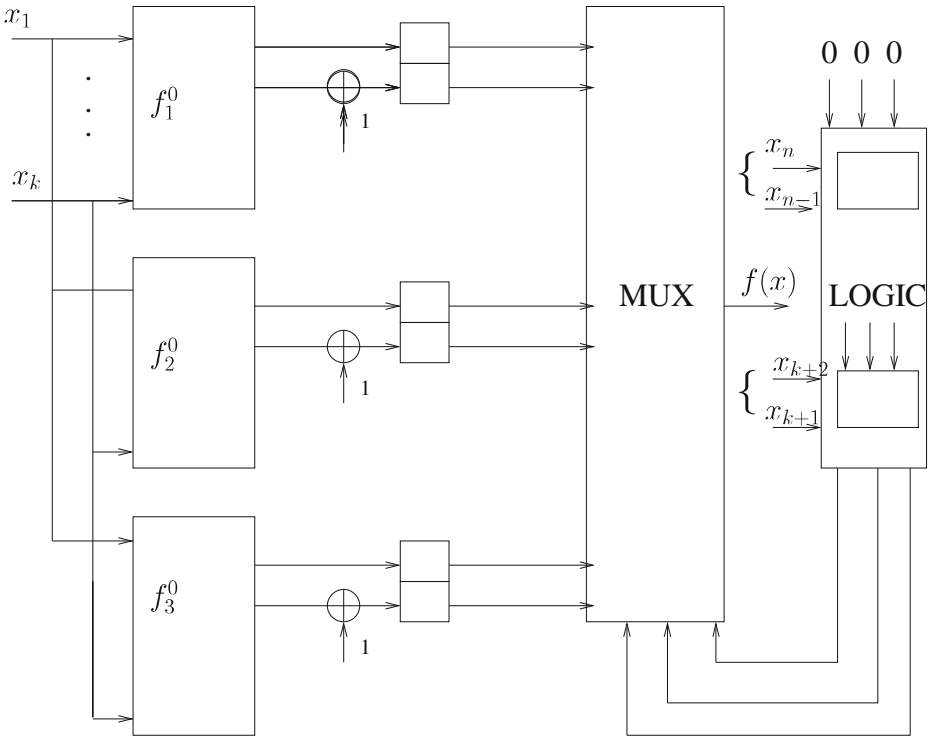 x_1
x_k
f_1^0
1
f_2^0
1
f_3^0
1
MUX
f(x)
0 0 0
{ x_n
x_{n-1}
LOGIC
{ x_{k+2}
x_{k+1}